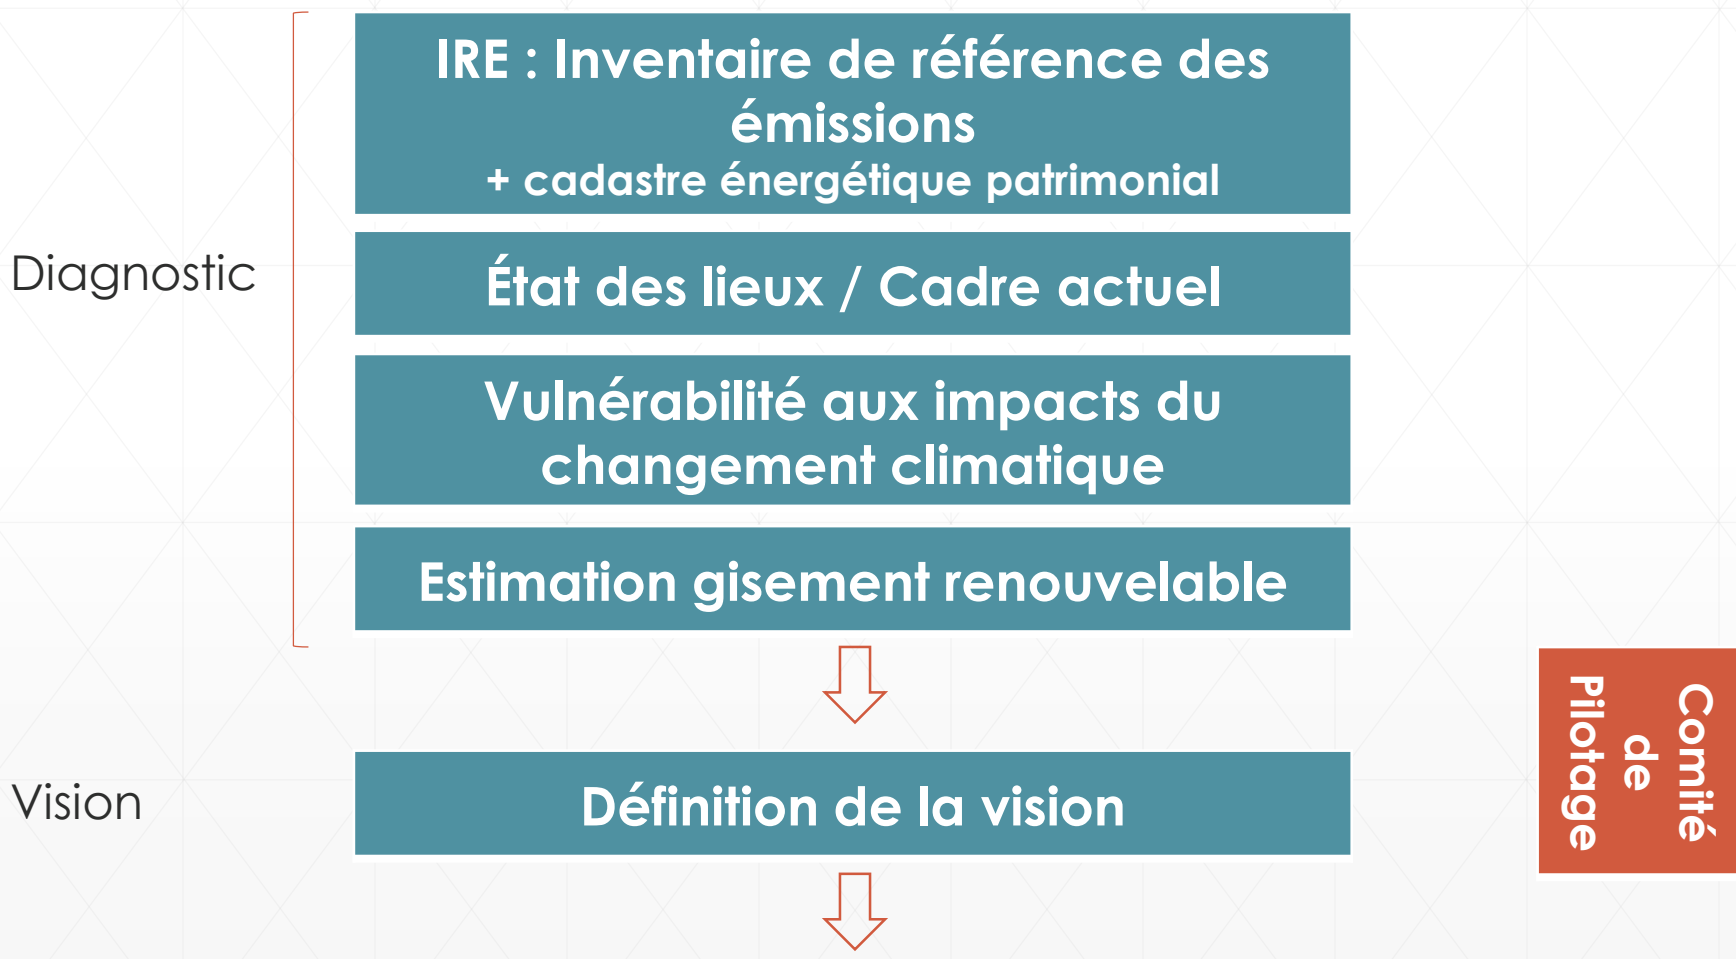 IRE : Inventaire de référence des
émissions
+ cadastre énergétique patrimonial
Diagnostic
État des lieux / Cadre actuel
Vulnérabilité aux impacts du
changement climatique
Estimation gisement renouvelable
Vision
Définition de la vision
Comité
de
Pilotage